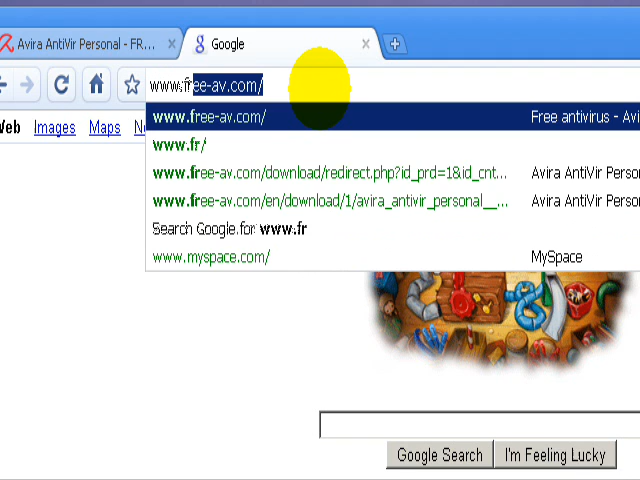 Avira AntiVir Personal - FR...
Google
www.free-av.com/
www.free-av.com/ Free antivirus - Avi
www.fr/
www.free-av.com/download/redirect.php?id_prd=1&id_cnt... Avira AntiVir Perso
www.free-av.com/en/download/1/avira_antivir_personal__... Avira AntiVir Perso
Search Google for www.fr
www.myspace.com/ MySpace
Web Images Maps
Google Search I'm Feeling Lucky